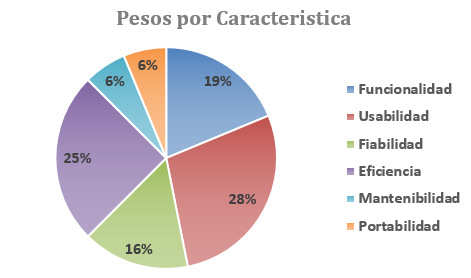 Pesos por Caracteristica
6%
19%
6%
25%
28%
16%
Funcionalidad
Usabilidad
Fiabilidad
Eficiencia
Mantenibilidad
Portabilidad